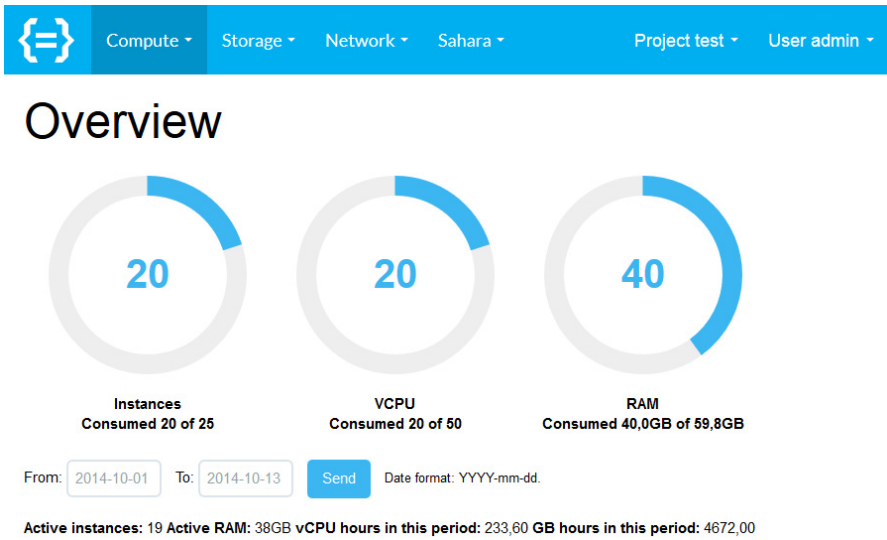 {=} Compute Storage Network Sahara Project test User admin
Overview
20 20 40
Instances VCPU RAM
Consumed 20 of 25 Consumed 20 of 50 Consumed 40,0GB of 59,8GB
From: 2014-10-01 To: 2014-10-13 Send Date format: YYYY-mm-dd.
Active instances: 19 Active RAM: 38GB vCPU hours in this period: 233,60 GB hours in this period: 4672,00